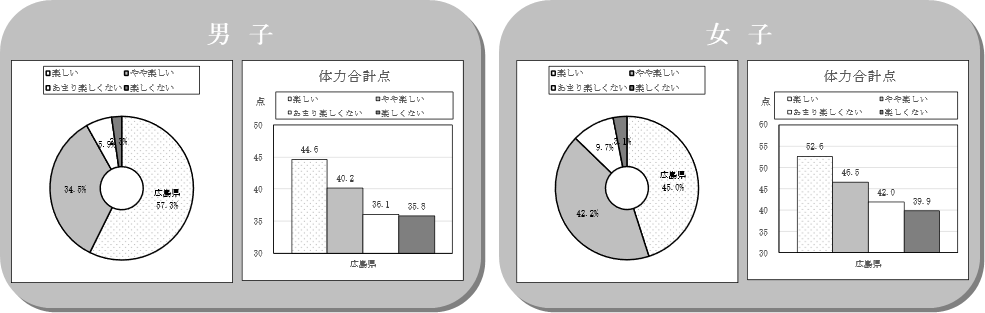 男 子
楽しい やや楽しい
あまり楽しくない 楽しくない
5.9%
34.5%
広島県
57.3%
体力合計点
点
楽しい やや楽しい
あまり楽しくない 楽しくない
50
45
40
35
30
44.6
40.2
36.1
35.8
広島県
女 子
楽しい やや楽しい
あまり楽しくない 楽しくない
9.7%
3.1%
広島県
45.0%
42.2%
体力合計点
点
楽しい やや楽しい
あまり楽しくない 楽しくない
60
55
50
45
40
35
30
52.6
46.5
42.0
39.9
広島県